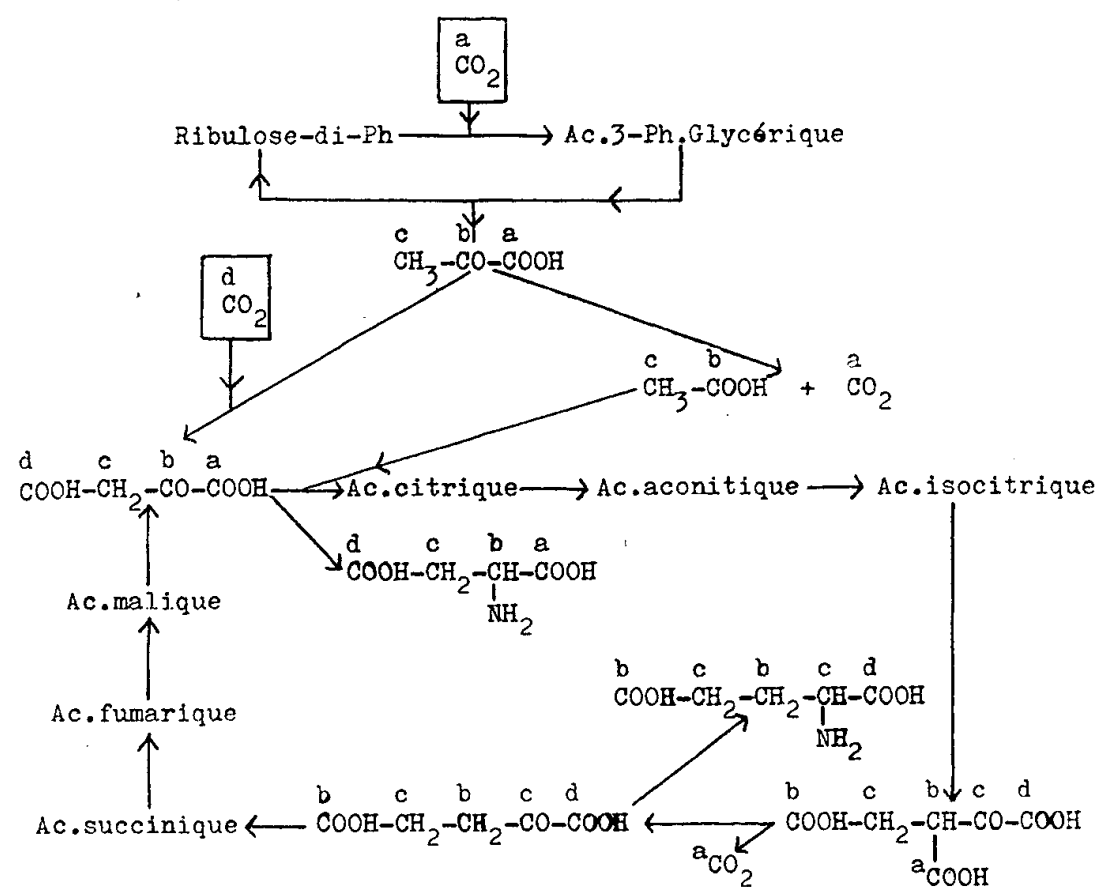 a
CO2
Ribulose-di-Ph Ac.3-Ph.Glycérique
c b a
CH3-CO-COOH
d
CO2
c b a
CH3-COOH + CO2
d c b a
COOH-CH2-CO-COOH Ac.citrique Ac.aconitique Ac.isocitrique
d c b a
COOH-CH2-CH-COOH
NH2
Ac.malique
b c b c d
COOH-CH2-CH2-CH-COOH
NH2
Ac.fumarique
b c b c d b c b c d
Ac.succinique COOH-CH2-CH2-CO-COOH COOH-CH2-CH-CO-COOH
aCO2 aCOOH